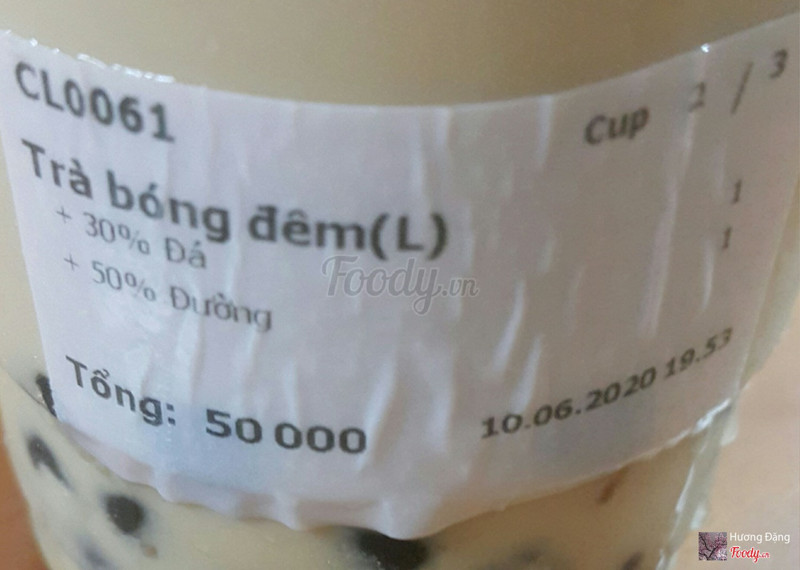 CL0061
Cup 2 / 3
Trà bóng đêm(L)
+ 30% Đá 1
+ 50% Đường 1
Foody.vn
Tổng: 50 000
10.06.2020 19.53
Hương Đặng
Foody.vn